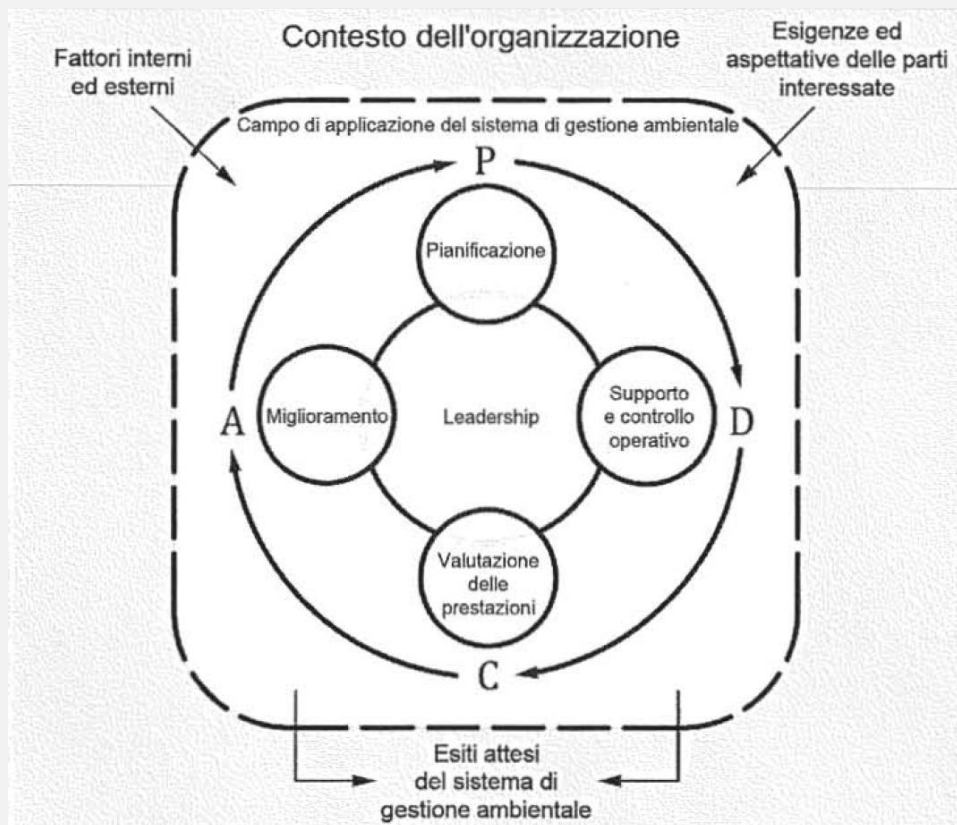 Contesto dell'organizzazione
Fattori interni
ed esterni
Esigenze ed
aspettative delle parti
interessate
Campo di applicazione del sistema di gestione ambientale
P
Pianificazione
A
Miglioramento
Leadership
Supporto
e controllo
operativo
D
Valutazione
delle
prestazioni
C
Esiti attesi
del sistema di
gestione ambientale